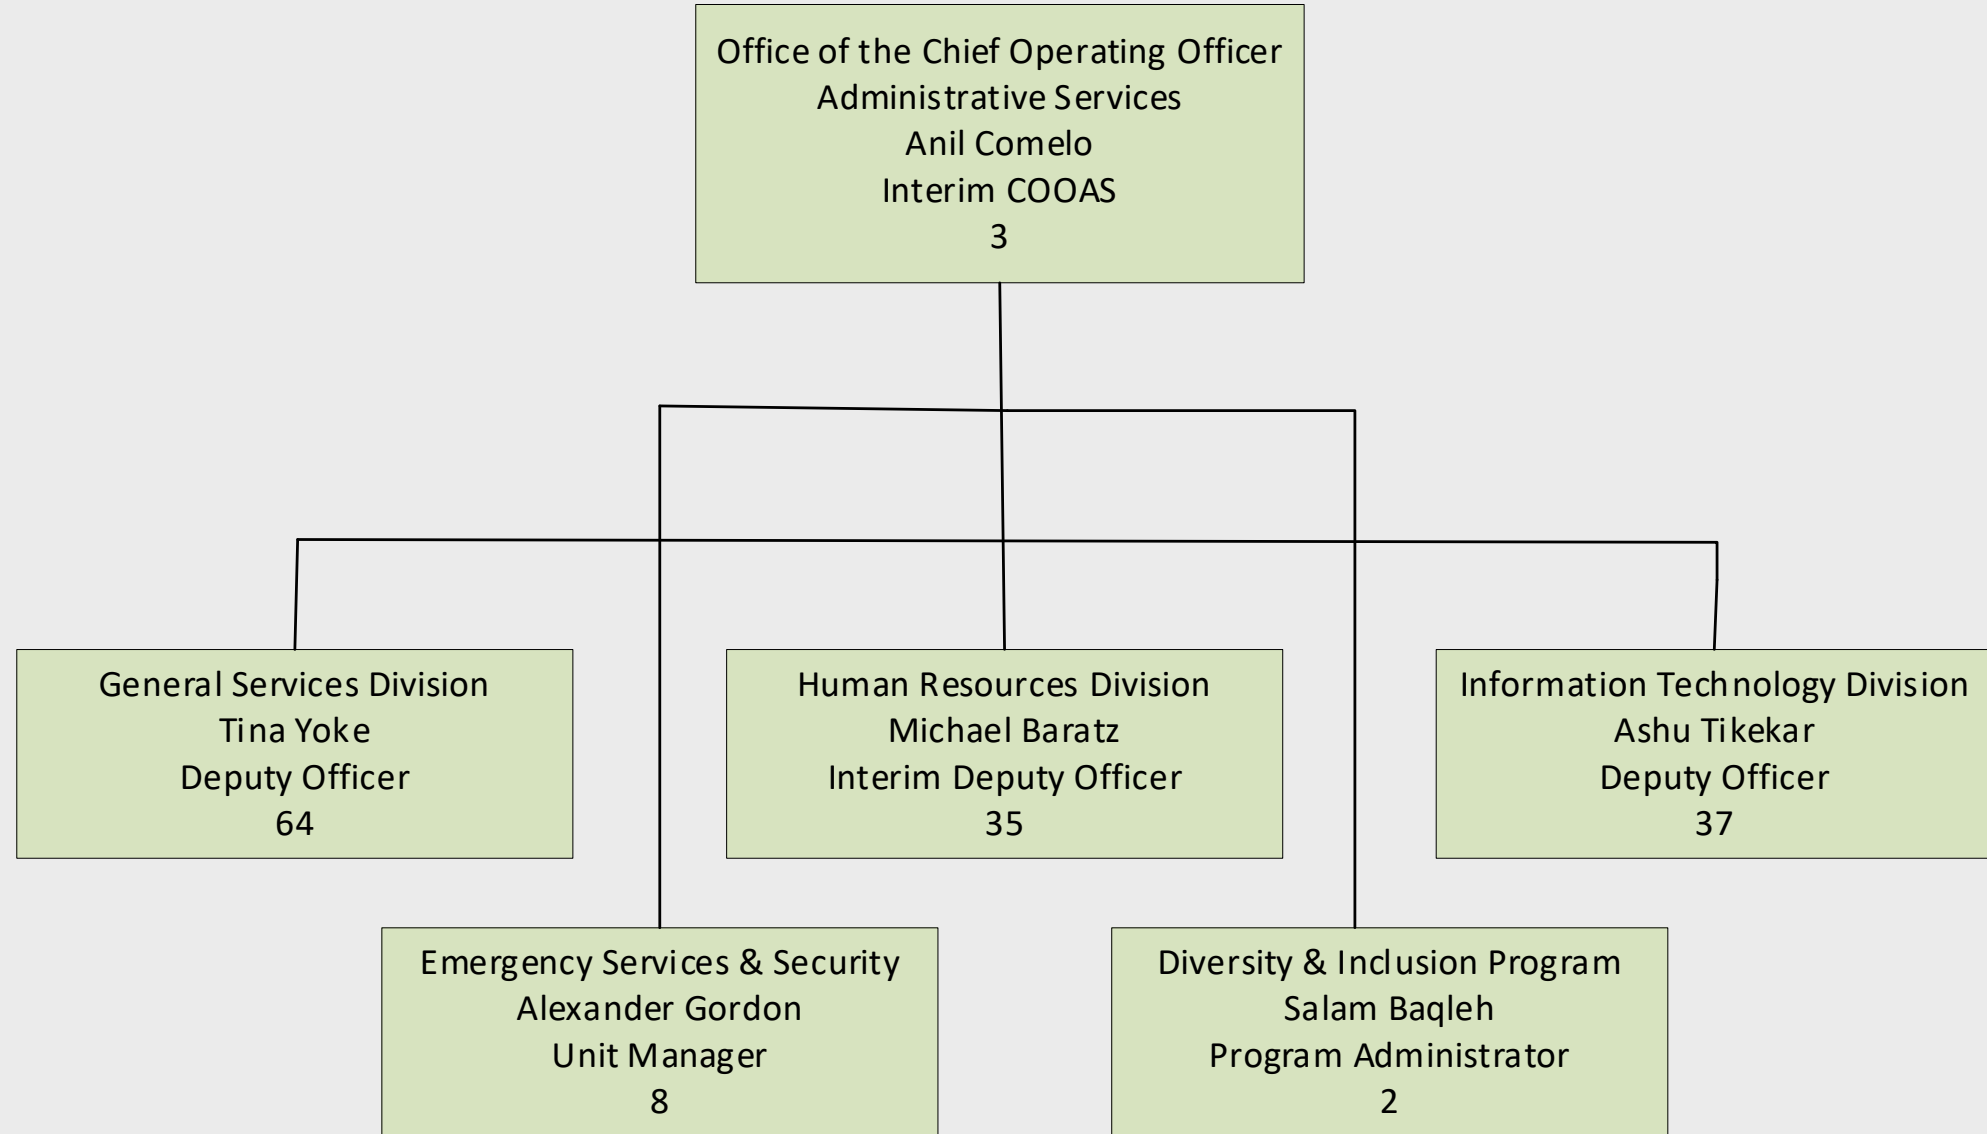 Office of the Chief Operating Officer
Administrative Services
Anil Comelo
Interim COOAS
3
General Services Division
Tina Yoke
Deputy Officer
64
Human Resources Division
Michael Baratz
Interim Deputy Officer
35
Information Technology Division
Ashu Tikekar
Deputy Officer
37
Emergency Services & Security
Alexander Gordon
Unit Manager
8
Diversity & Inclusion Program
Salam Baqleh
Program Administrator
2